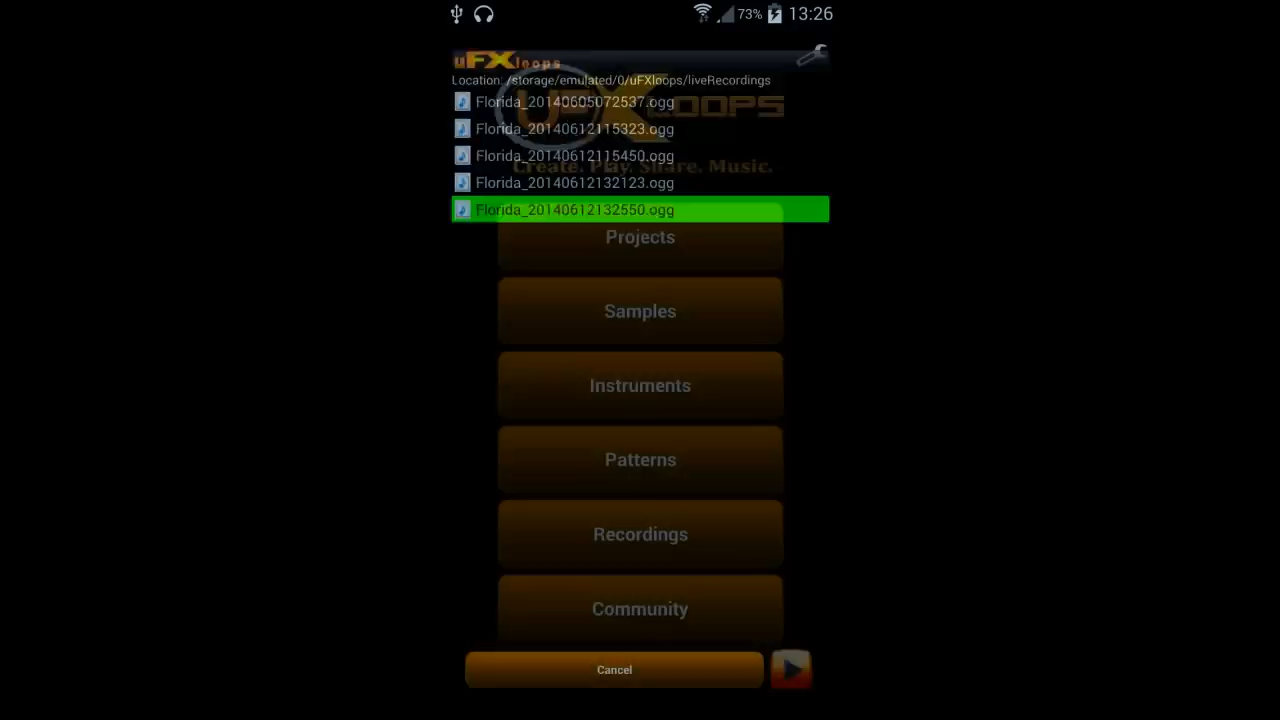 73% 13:26
uFXloops
Location: /storage/emulated/0/uFXloops/liveRecordings
Florida_20140605072537.ogg
UFXLOOPS
Florida_20140612115323.ogg
Florida_20140612115450.ogg
Create. Play. Share. Music.
Florida_20140612132123.ogg
Florida_20140612132550.ogg
Projects
Samples
Instruments
Patterns
Recordings
Community
Cancel